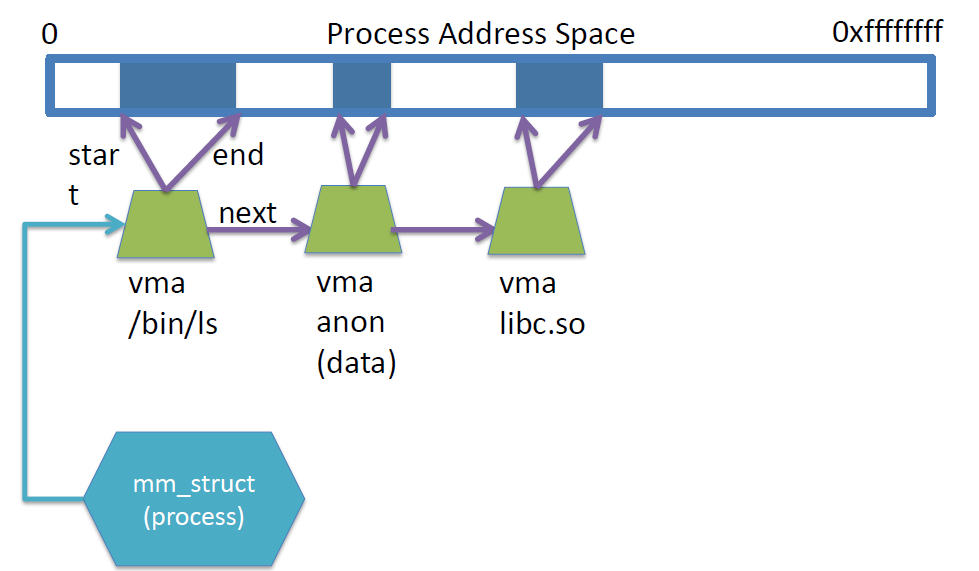 0
Process Address Space
0xffffffff
star
t
end
next
vma
/bin/ls
vma
anon
(data)
vma
libc.so
mm_struct
(process)